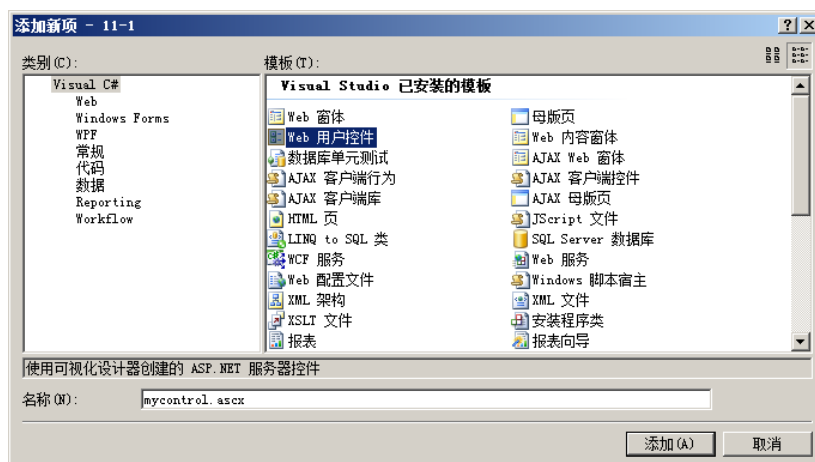 添加新项 - 11-1
类别(C):
模板(T):
Visual C#
Web
Windows Forms
WPF
常规
代码
数据
Reporting
Workflow
Visual Studio 已安装的模板
Web 窗体
母版页
Web 用户控件
Web 内容窗体
数据库单元测试
AJAX Web 窗体
AJAX 客户端行为
AJAX 客户端控件
AJAX 客户端库
AJAX 母版页
HTML 页
JScript 文件
LINQ to SQL 类
SQL Server 数据库
WCF 服务
Web 服务
Web 配置文件
Windows 脚本宿主
XML 架构
XML 文件
XSLT 文件
安装程序类
报表
报表向导
使用可视化设计器创建的 ASP.NET 服务器控件
名称(N):
mycontrol.ascx
添加(A)
取消